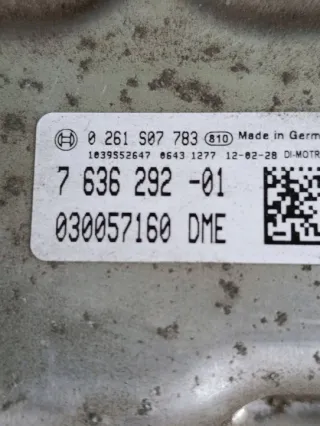 0 261 S07 783 810 Made in Germ
1039S52647 0643 1277 12-02-28 DI-MOTR
7 636 292 -01
030057160 DME